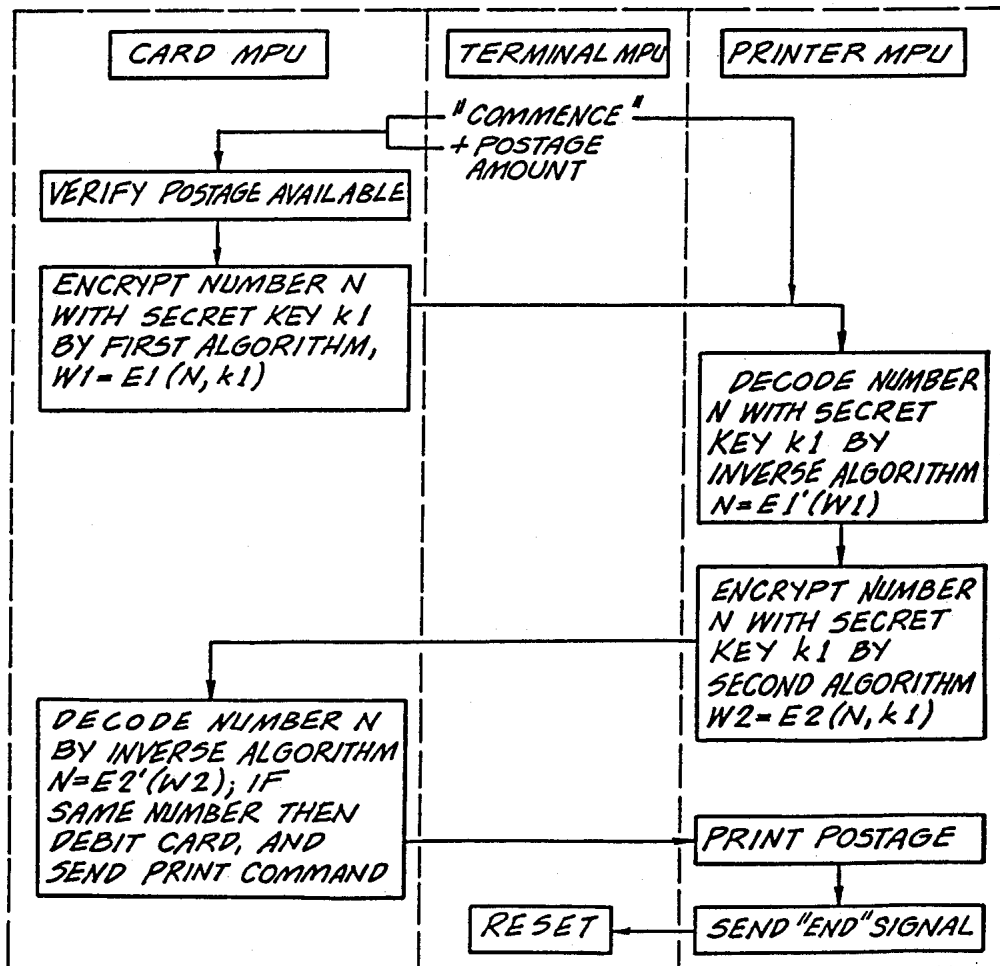 CARD MPU
TERMINAL MPU
PRINTER MPU
"COMMENCE"
+ POSTAGE
AMOUNT
VERIFY POSTAGE AVAILABLE
ENCRYPT NUMBER N
WITH SECRET KEY k1
BY FIRST ALGORITHM,
W1=E1(N,k1)
DECODE NUMBER
N WITH SECRET
KEY k1 BY
INVERSE ALGORITHM
N=E1'(W1)
ENCRYPT NUMBER
N WITH SECRET
KEY k1 BY
SECOND ALGORITHM
W2=E2(N,k1)
DECODE NUMBER N
BY INVERSE ALGORITHM
N=E2'(W2); IF
SAME NUMBER THEN
DEBIT CARD, AND
SEND PRINT COMMAND
PRINT POSTAGE
SEND "END" SIGNAL
RESET